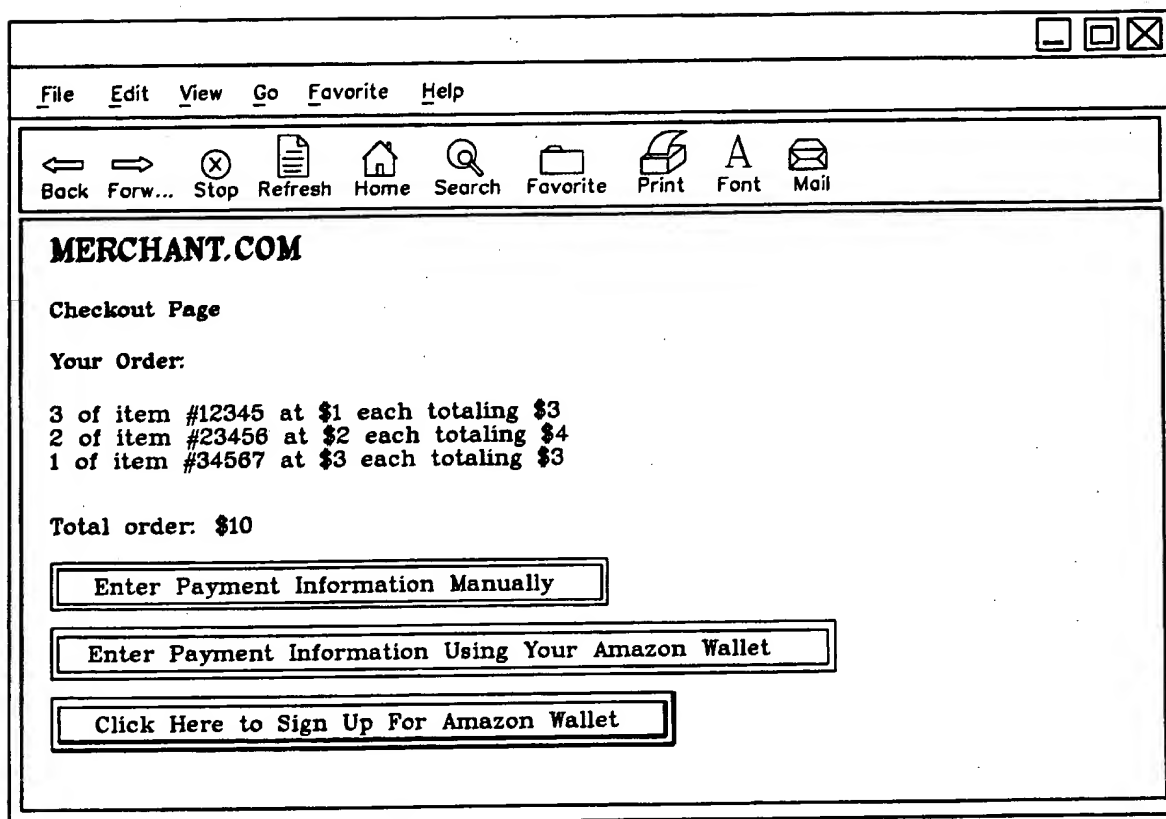 File Edit View Go Favorite Help
Back Forw... Stop Refresh Home Search Favorite Print Font Mail
MERCHANT.COM
Checkout Page
Your Order:
3 of item #12345 at $1 each totaling $3
2 of item #23456 at $2 each totaling $4
1 of item #34567 at $3 each totaling $3
Total order: $10
Enter Payment Information Manually
Enter Payment Information Using Your Amazon Wallet
Click Here to Sign Up For Amazon Wallet